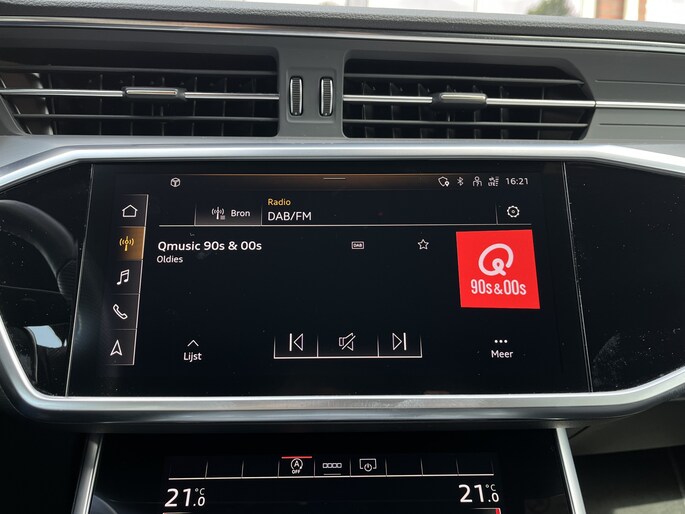 16:21
Radio
Bron
DAB/FM
Qmusic 90s & 00s
DAB
Oldies
90s&00s
Lijst
Meer
A
OFF
21.0°C
21.0°C